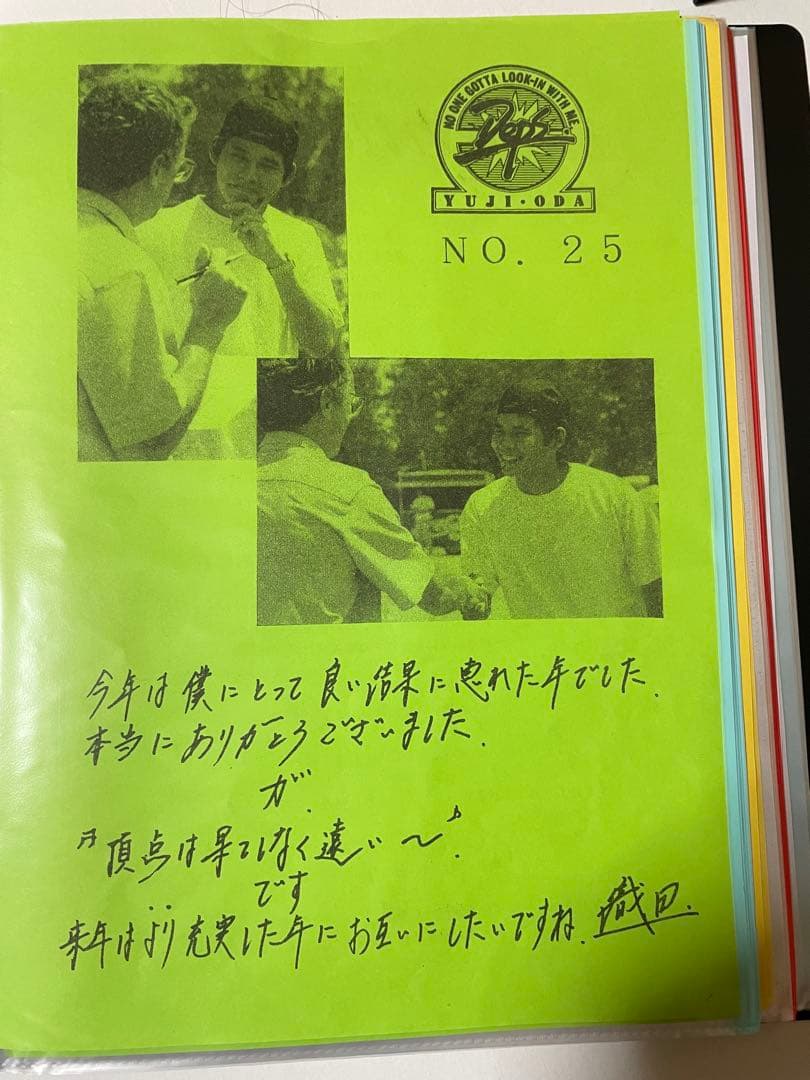 NO ONE GOTTA LOOK-IN WITH ME.
YUJI・ODA
NO. 25
今年は僕にとって良い結果に恵れた年でした.
本当にありがとうございました.
が.
♬頂点は果てしなく遠い〜♪.
です
来年はより充実した年にお互いにしたいですね. 織田.